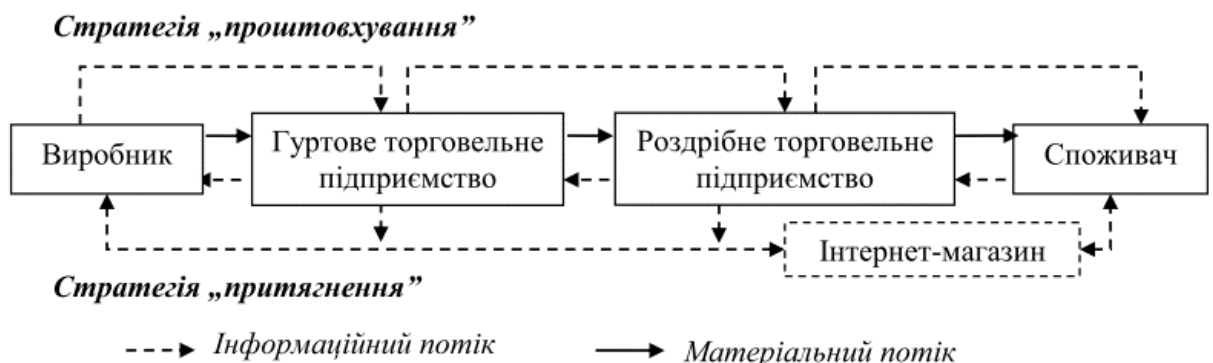 Стратегія „проштовхування”
Виробник
Гуртове торговельне
підприємство
Роздрібне торговельне
підприємство
Споживач
Інтернет-магазин
Стратегія „притягнення”
Інформаційний потік
Матеріальний потік